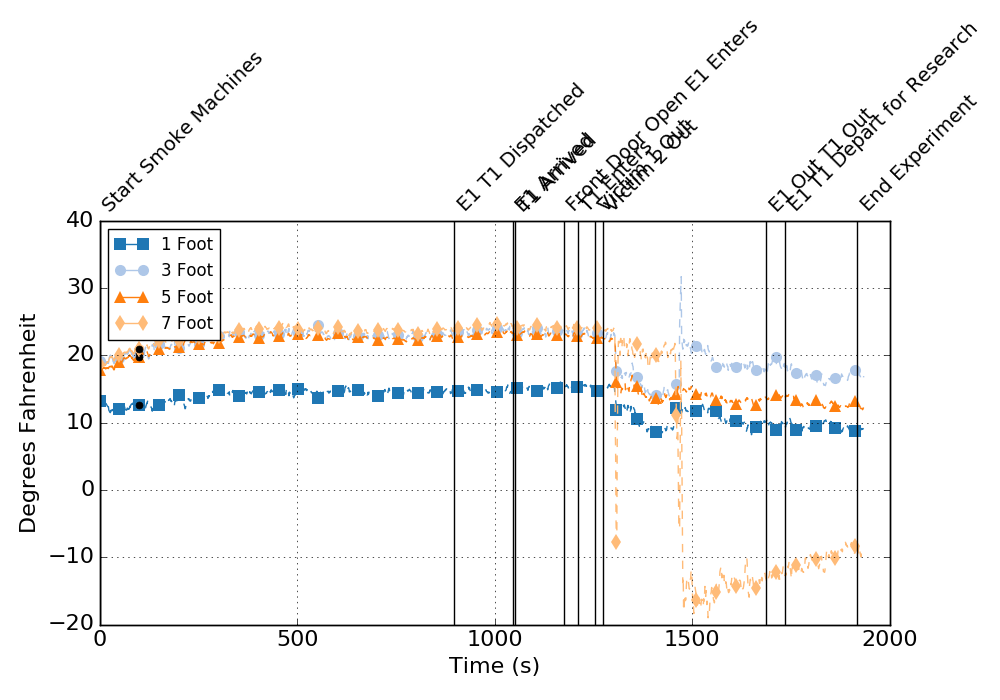 Start Smoke Machines
E1 T1 Dispatched
E1 Arrived
T1 Arrived
Front Door Open E1 Enters
T1 Enters
Victim 1 Out
Victim 2 Out
E1 Out T1 Out
E1 T1 Depart for Research
End Experiment
40
30
20
10
0
−10
−20
Degrees Fahrenheit
1 Foot
3 Foot
5 Foot
7 Foot
0
500
1000
1500
2000
Time (s)